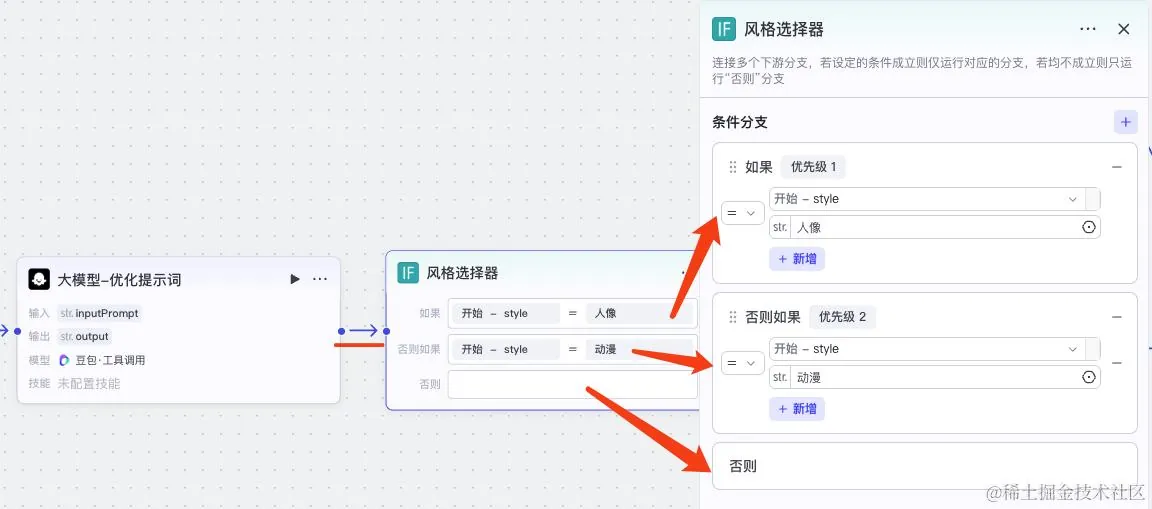 大模型-优化提示词
输入 str. inputPrompt
输出 str. output
模型 豆包·工具调用
技能 未配置技能
IF 风格选择器
如果 开始 - style = 人像
否则如果 开始 - style = 动漫
否则
IF 风格选择器
连接多个下游分支，若设定的条件成立则仅运行对应的分支，若均不成立则只运
行“否则”分支
条件分支
如果 优先级 1
开始 - style
=
str. 人像
+ 新增
否则如果 优先级 2
开始 - style
=
str. 动漫
+ 新增
否则
@稀土掘金技术社区